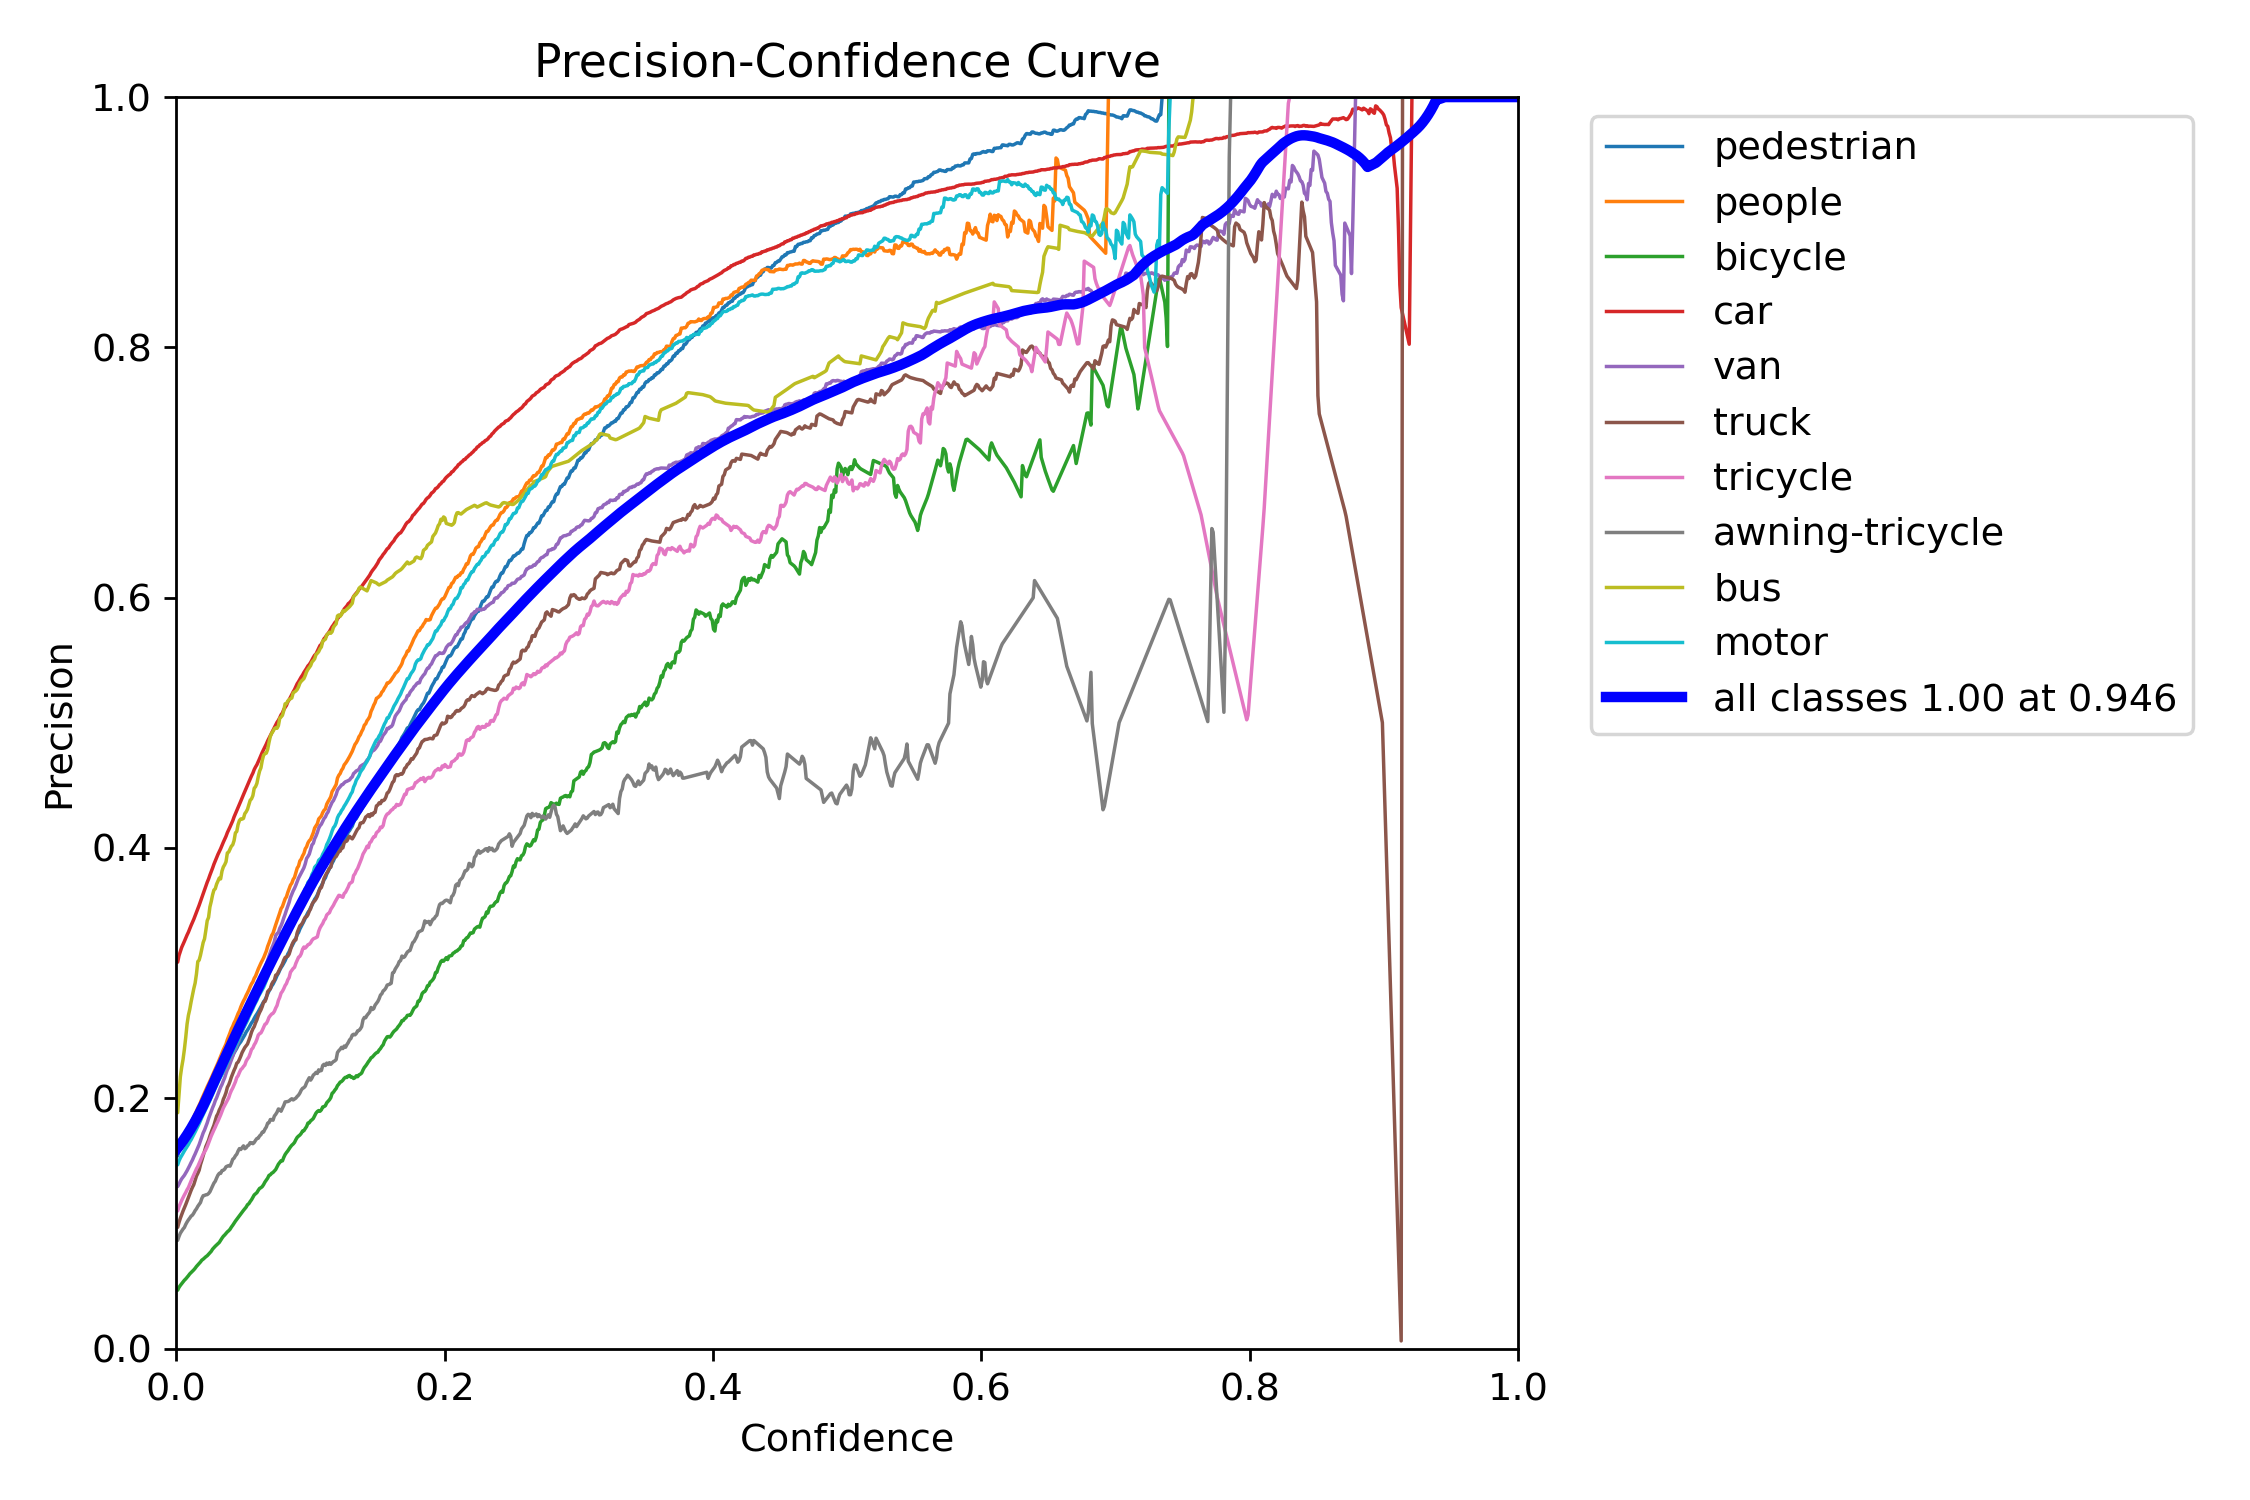 Precision-Confidence Curve
1.0
0.8
0.6
0.4
0.2
0.0
Precision
0.0 0.2 0.4 0.6 0.8 1.0
Confidence
pedestrian
people
bicycle
car
van
truck
tricycle
awning-tricycle
bus
motor
all classes 1.00 at 0.946